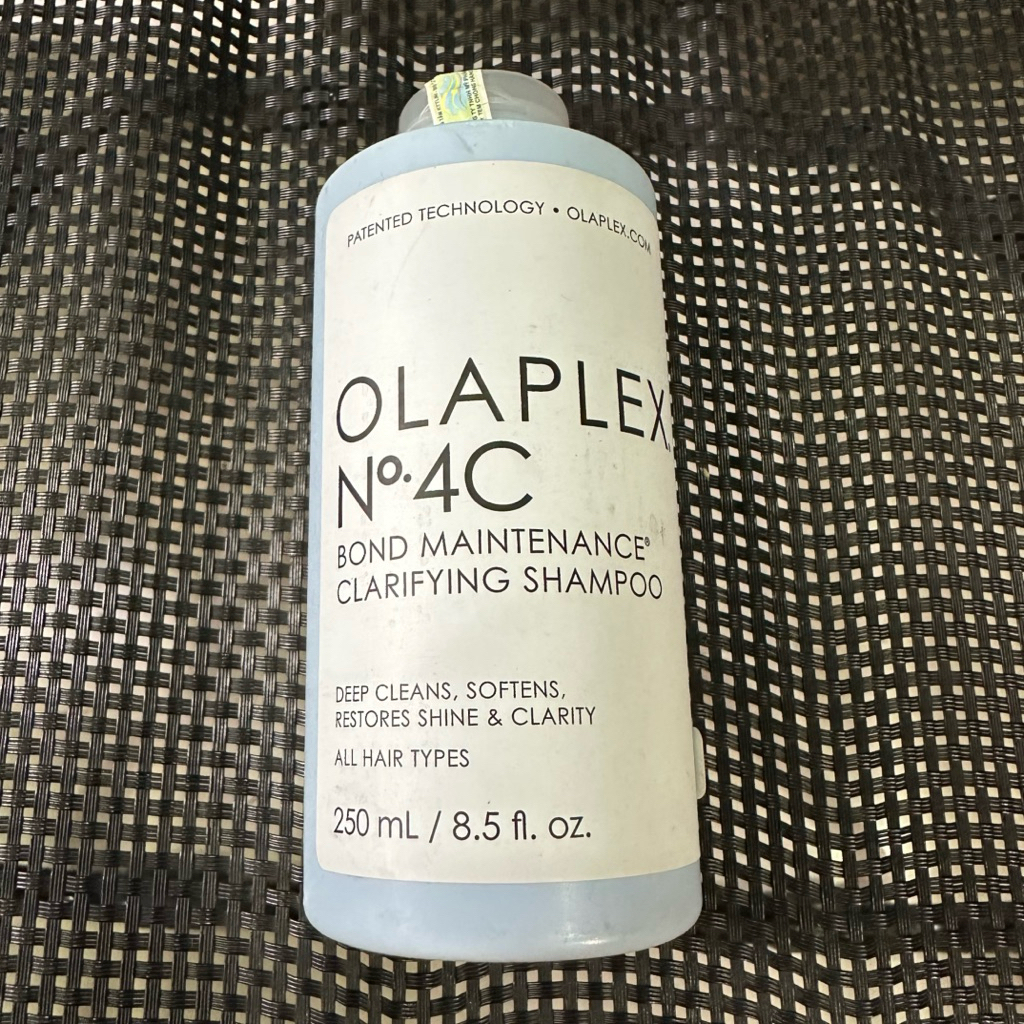 PATENTED TECHNOLOGY • OLAPLEX.COM
OLAPLEX.
Nº.4C
BOND MAINTENANCE®
CLARIFYING SHAMPOO
DEEP CLEANS, SOFTENS,
RESTORES SHINE & CLARITY
ALL HAIR TYPES
250 mL / 8.5 fl. oz.